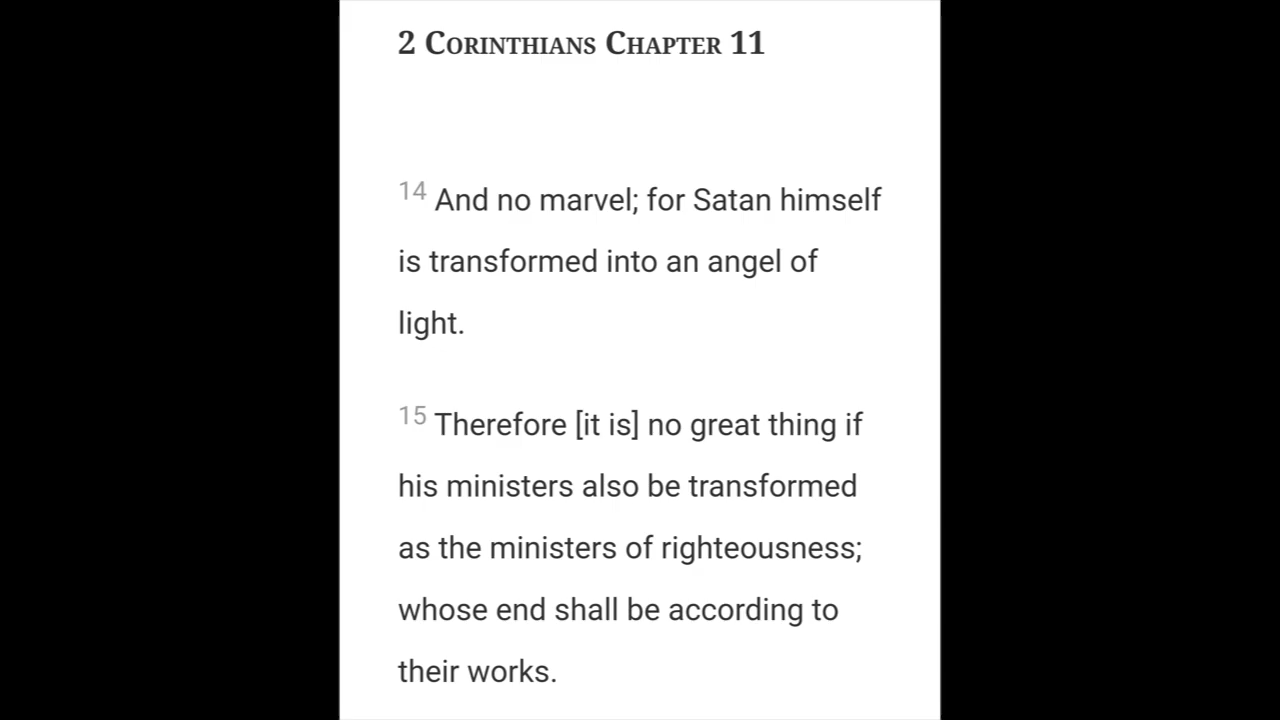 2 Corinthians Chapter 11
14 And no marvel; for Satan himself
is transformed into an angel of
light.
15 Therefore [it is] no great thing if
his ministers also be transformed
as the ministers of righteousness;
whose end shall be according to
their works.